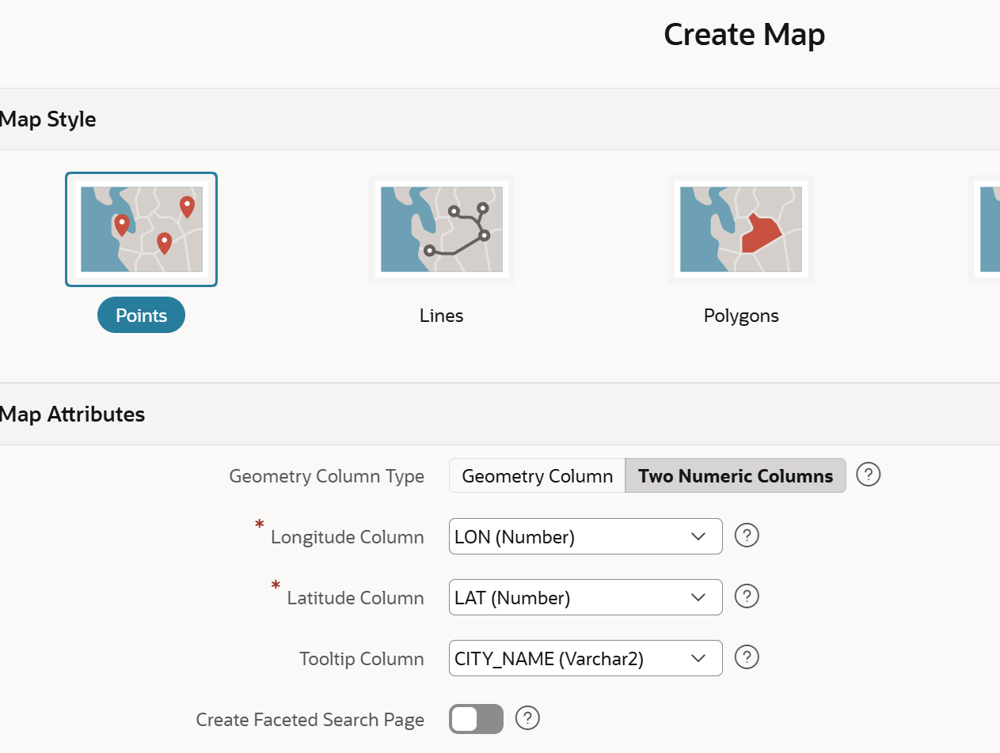 Create Map
Map Style
Points
Lines
Polygons
Map Attributes
Geometry Column Type Geometry Column Two Numeric Columns ?
* Longitude Column LON (Number) ?
* Latitude Column LAT (Number) ?
Tooltip Column CITY_NAME (Varchar2) ?
Create Faceted Search Page ?